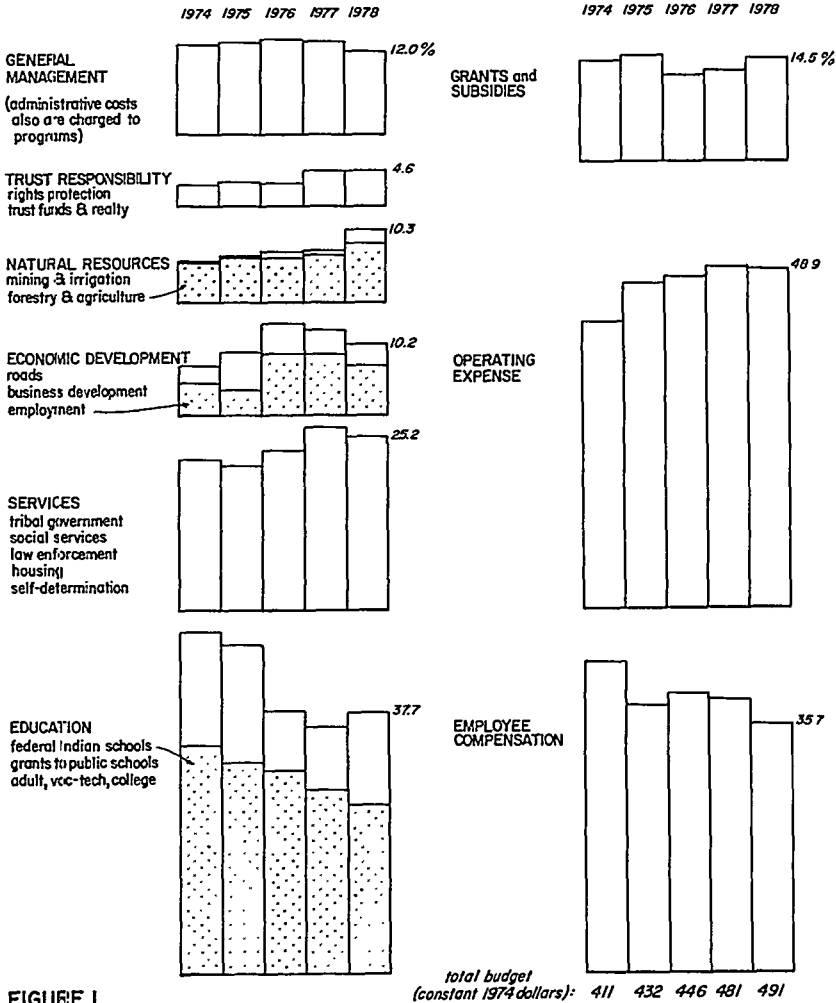 1974 1975 1976 1977 1978
GENERAL
MANAGEMENT
(administrative costs
also are charged to
programs)
12.0%
TRUST RESPONSIBILITY
rights protection
trust funds & realty
4.6
NATURAL RESOURCES
mining & irrigation
forestry & agriculture
10.3
ECONOMIC DEVELOPMENT
roads
business development
employment
10.2
SERVICES
tribal government
social services
law enforcement
housing
self-determination
25.2
EDUCATION
federal Indian schools
grants to public schools
adult, voc-tech, college
37.7
FIGURE 1
1974 1975 1976 1977 1978
GRANTS and
SUBSIDIES
14.5%
OPERATING
EXPENSE
48.9
EMPLOYEE
COMPENSATION
35.7
total budget
(constant 1974 dollars): 411 432 446 481 491